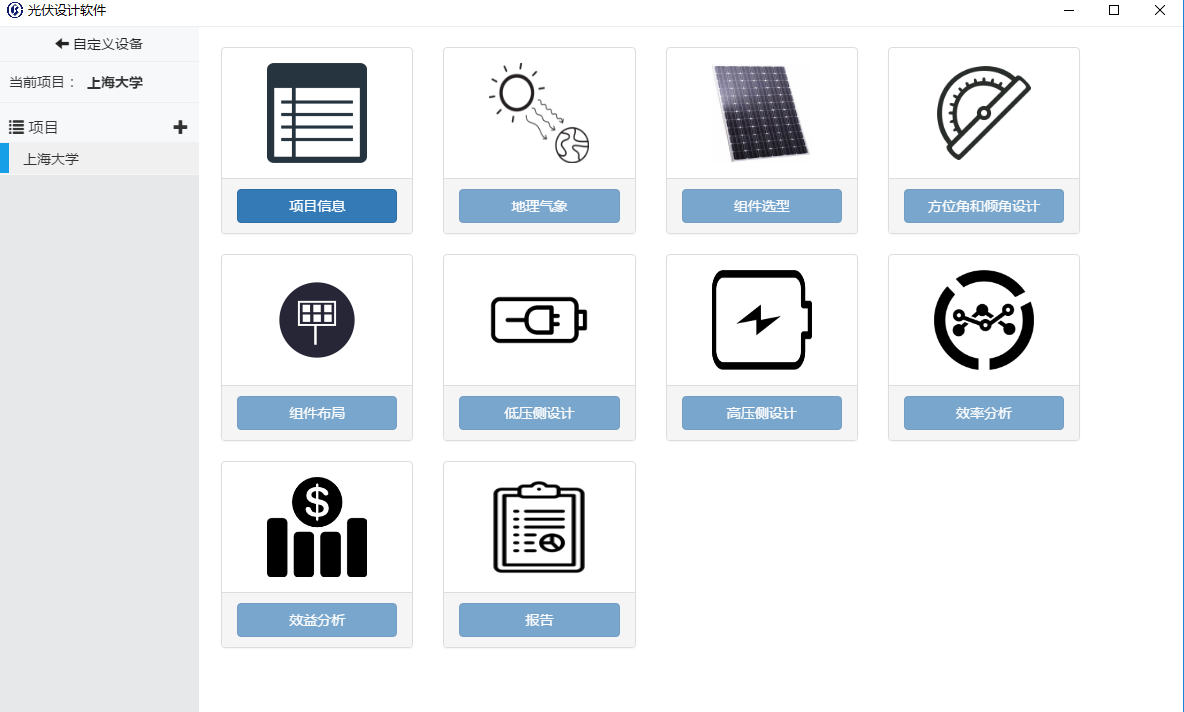 光伏设计软件
自定义设备
当前项目： 上海大学
项目
上海大学
项目信息
地理气象
组件选型
方位角和倾角设计
组件布局
低压侧设计
高压侧设计
效率分析
$
效益分析
报告